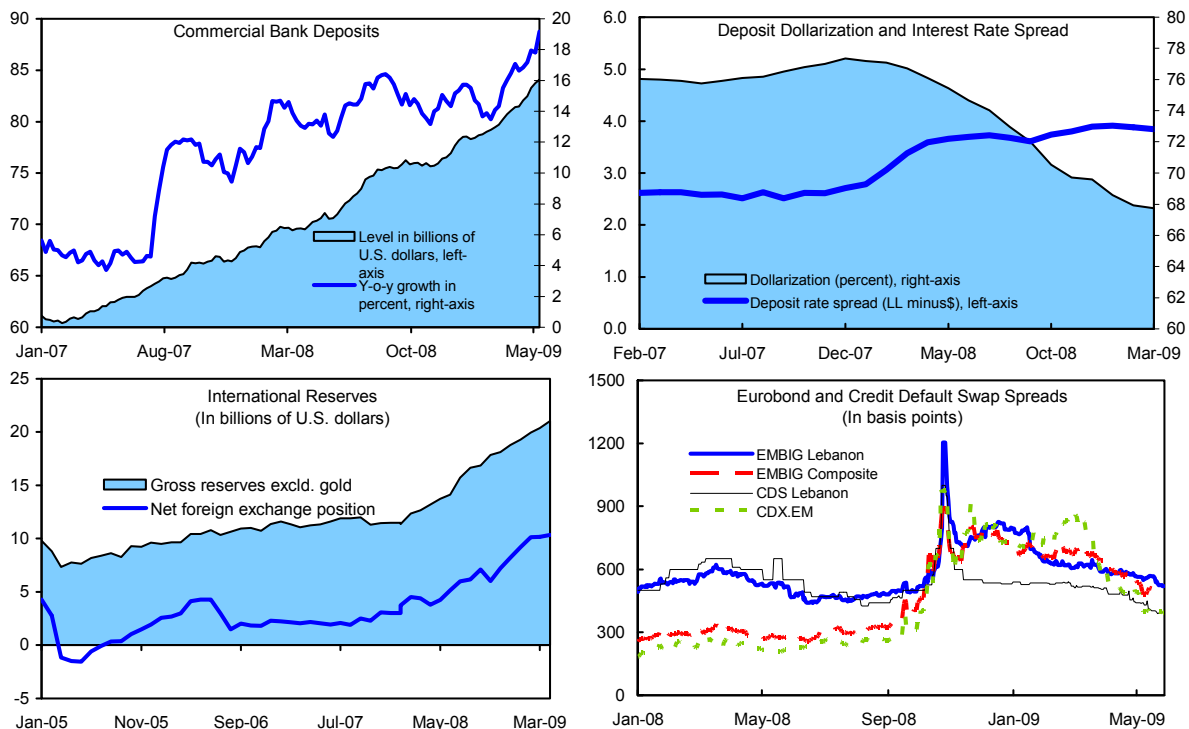 Commercial Bank Deposits
90
85
80
75
70
65
60
20
18
16
14
12
10
8
6
4
2
0
Level in billions of
U.S. dollars, left-
axis
Y-o-y growth in
percent, right-axis
Jan-07 Aug-07 Mar-08 Oct-08 May-09
Deposit Dollarization and Interest Rate Spread
6.0
5.0
4.0
3.0
2.0
1.0
0.0
80
78
76
74
72
70
68
66
64
62
60
Dollarization (percent), right-axis
Deposit rate spread (LL minus$), left-axis
Feb-07 Jul-07 Dec-07 May-08 Oct-08 Mar-09
International Reserves
(In billions of U.S. dollars)
25
20
15
10
5
0
-5
Gross reserves excld. gold
Net foreign exchange position
Jan-05 Nov-05 Sep-06 Jul-07 May-08 Mar-09
Eurobond and Credit Default Swap Spreads
(In basis points)
1500
1200
900
600
300
0
EMBIG Lebanon
EMBIG Composite
CDS Lebanon
CDX.EM
Jan-08 May-08 Sep-08 Jan-09 May-09